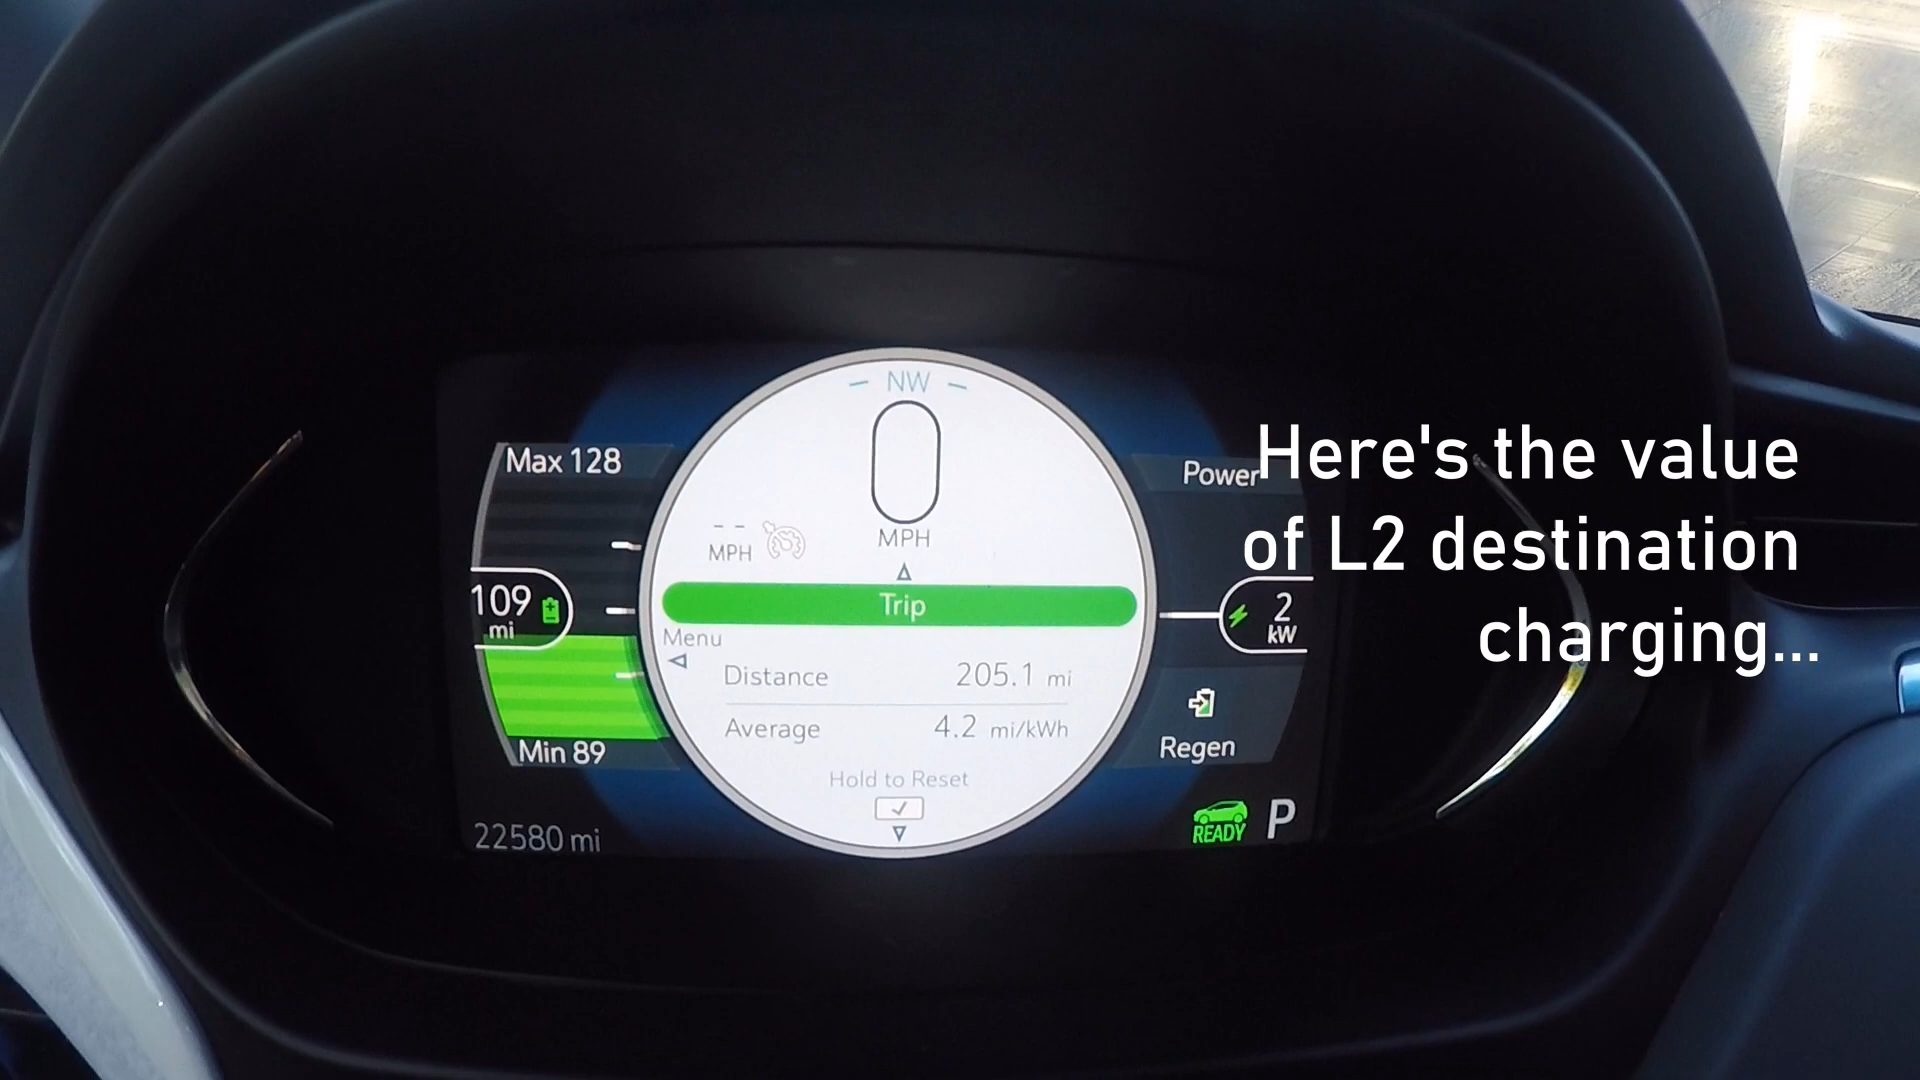 NW
0
MPH
-- MPH
Trip
Menu
Distance 205.1 mi
Average 4.2 mi/kWh
Hold to Reset
Max 128
109
mi
Min 89
22580 mi
Power
2
kW
Regen
READY P
Here's the value
of L2 destination
charging...